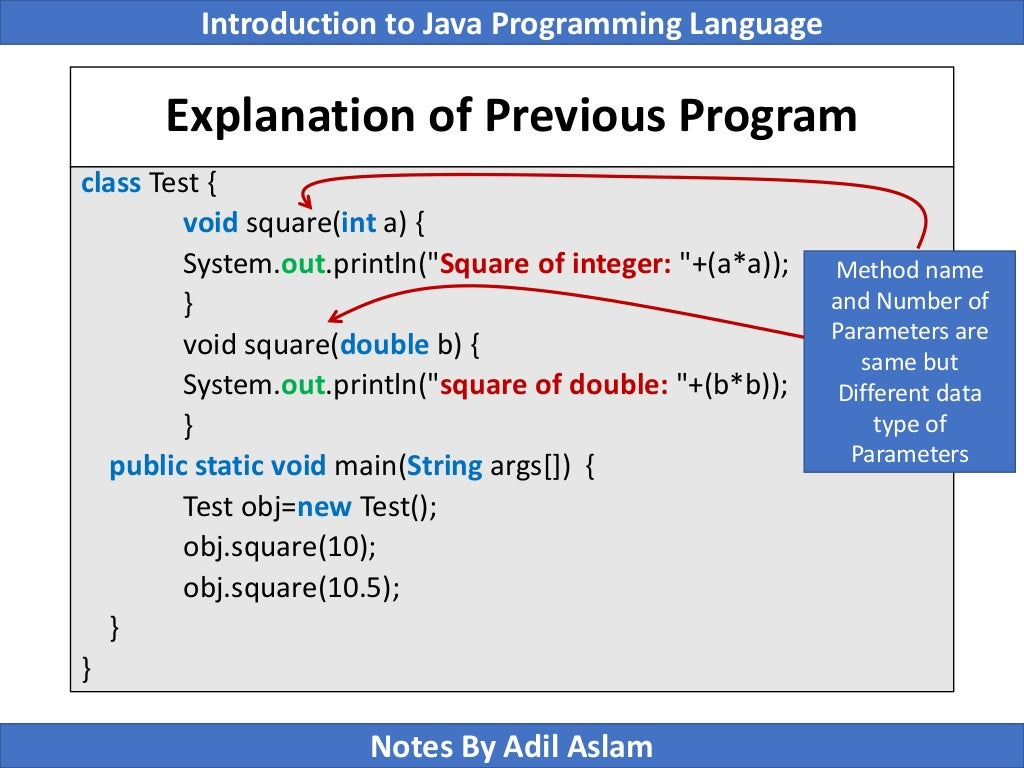 Introduction to Java Programming Language
Explanation of Previous Program
class Test {
void square(int a) {
System.out.println("Square of integer: "+(a*a));
}
void square(double b) {
System.out.println("square of double: "+(b*b));
}
public static void main(String args[]) {
Test obj=new Test();
obj.square(10);
obj.square(10.5);
}
}
Method name
and Number of
Parameters are
same but
Different data
type of
Parameters
Notes By Adil Aslam